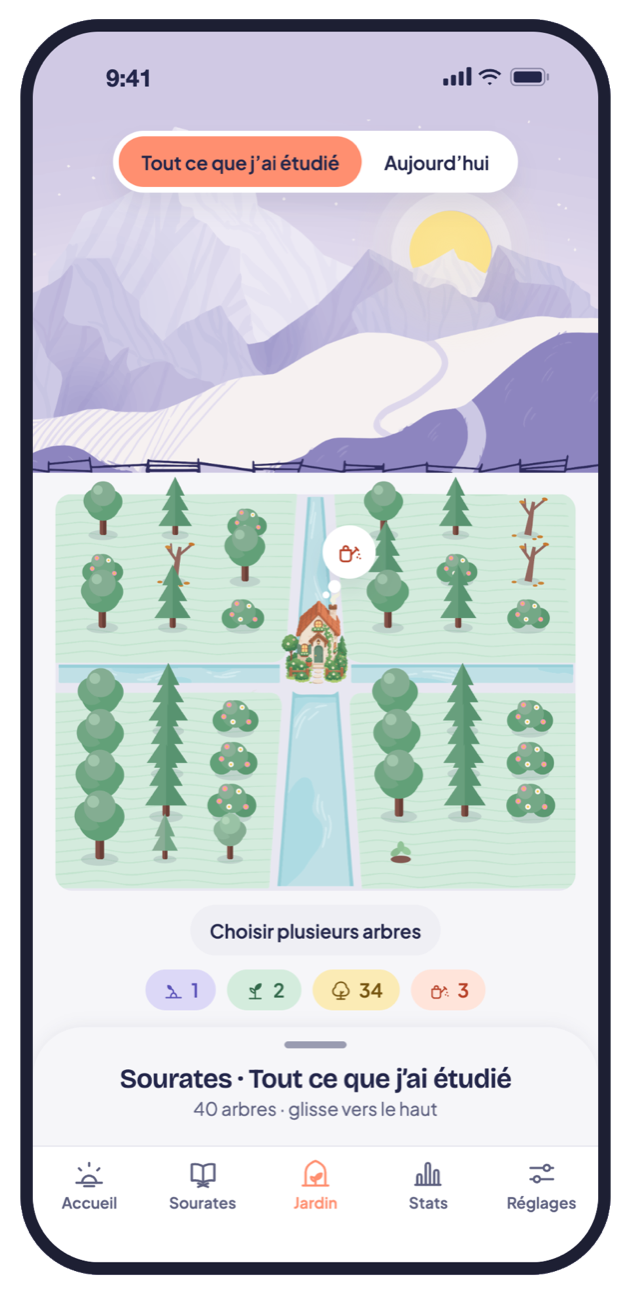 9:41
Tout ce que j'ai étudié
Aujourd'hui
Choisir plusieurs arbres
1
2
34
3
Sourates · Tout ce que j'ai étudié
40 arbres · glisse vers le haut
Accueil
Sourates
Jardin
Stats
Réglages